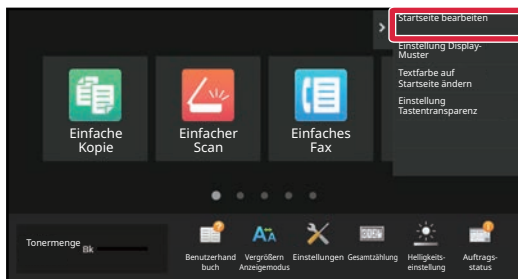 Startseite bearbeiten
Einstellung Display-
Muster
Textfarbe auf
Startseite ändern
Einstellung
Tastentransparenz
Einfache
Kopie
Einfacher
Scan
Einfaches
Fax
Tonermenge
Bk
Benutzerhand
buch
Vergrößern
Anzeigemodus
Einstellungen
Gesamtzählung
Helligkeits-
einstellung
Auftrags-
status